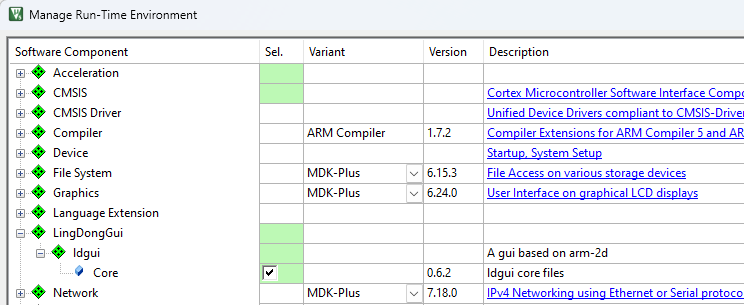 Manage Run-Time Environment
Software Component Sel. Variant Version Description
Acceleration
CMSIS Cortex Microcontroller Software Interface Compo
CMSIS Driver Unified Device Drivers compliant to CMSIS-Driver
Compiler ARM Compiler 1.7.2 Compiler Extensions for ARM Compiler 5 and AR
Device Startup, System Setup
File System MDK-Plus 6.15.3 File Access on various storage devices
Graphics MDK-Plus 6.24.0 User Interface on graphical LCD displays
Language Extension
LingDongGui
ldgui A gui based on arm-2d
Core 0.6.2 ldgui core files
Network MDK-Plus 7.18.0 IPv4 Networking using Ethernet or Serial protoco